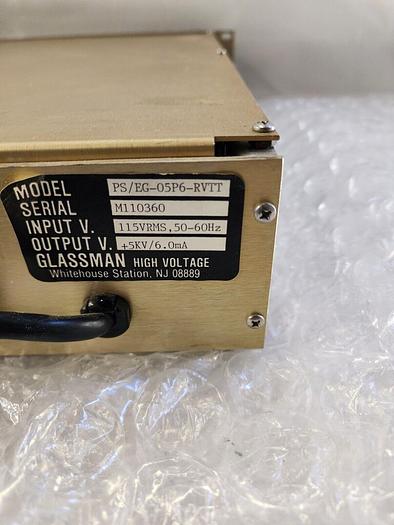 MODEL PS/EG-05P6-RVTT
SERIAL M110360
INPUT V. 115VRMS,50-60Hz
OUTPUT V. +5KV/6.0mA
GLASSMAN HIGH VOLTAGE
Whitehouse Station, NJ 08889